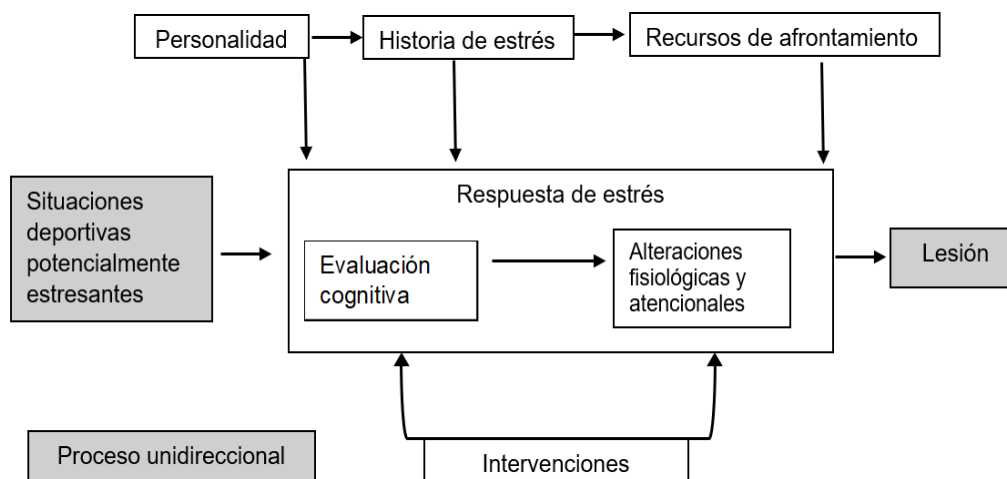 Personalidad
Historia de estrés
Recursos de afrontamiento
Situaciones
deportivas
potencialmente
estresantes
Respuesta de estrés
Evaluación
cognitiva
Alteraciones
fisiológicas y
atencionales
Lesión
Proceso unidireccional
Intervenciones